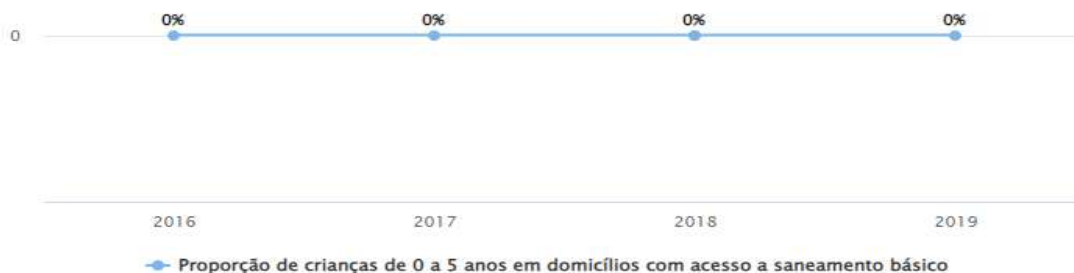 0% 0% 0% 0%
0
2016 2017 2018 2019
Proporção de crianças de 0 a 5 anos em domicílios com acesso a saneamento básico